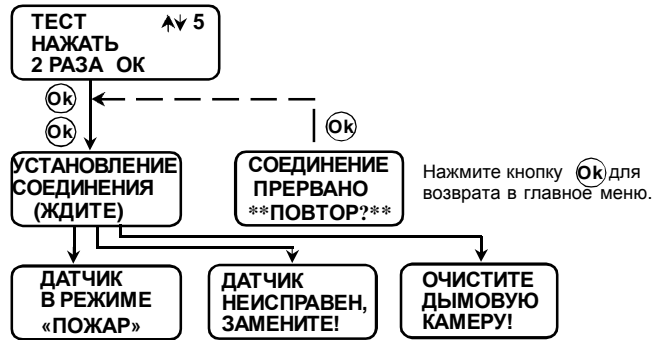 ТЕСТ 5
НАЖАТЬ
2 РАЗА ОК
Ok
Ok
Ok
УСТАНОВЛЕНИЕ
СОЕДИНЕНИЯ
(ЖДИТЕ)
СОЕДИНЕНИЕ
ПРЕРВАНО
**ПОВТОР?**
Нажмите кнопку Ok для
возврата в главное меню.
ДАТЧИК
В РЕЖИМЕ
«ПОЖАР»
ДАТЧИК
НЕИСПРАВЕН,
ЗАМЕНИТЕ!
ОЧИСТИТЕ
ДЫМОВУЮ
КАМЕРУ!